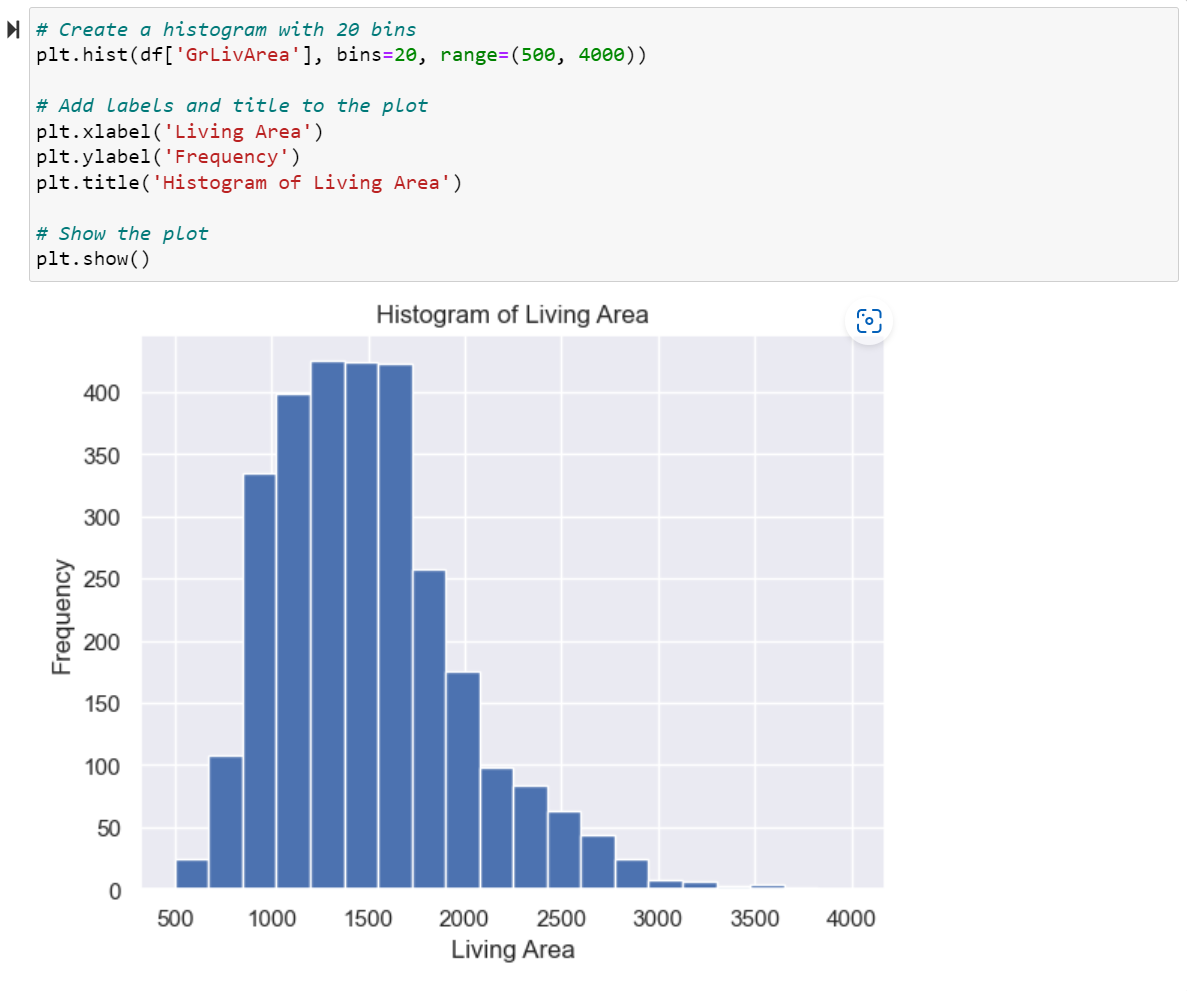 # Create a histogram with 20 bins
plt.hist(df['GrLivArea'], bins=20, range=(500, 4000))
# Add labels and title to the plot
plt.xlabel('Living Area')
plt.ylabel('Frequency')
plt.title('Histogram of Living Area')
# Show the plot
plt.show()
Histogram of Living Area
400
350
300
250
200
150
100
50
0
Frequency
500 1000 1500 2000 2500 3000 3500 4000
Living Area